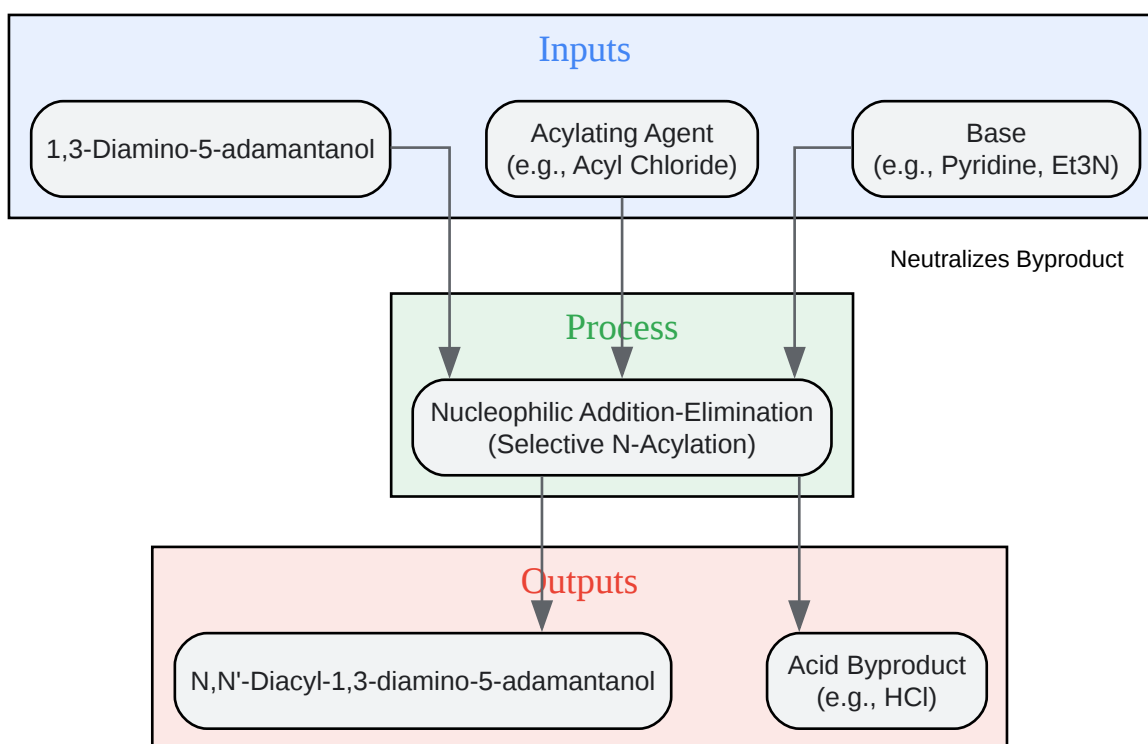 Inputs
1,3-Diamino-5-adamantanol
Acylating Agent
(e.g., Acyl Chloride)
Base
(e.g., Pyridine, Et3N)
Neutralizes Byproduct
Process
Nucleophilic Addition-Elimination
(Selective N-Acylation)
Outputs
N,N'-Diacyl-1,3-diamino-5-adamantanol
Acid Byproduct
(e.g., HCl)